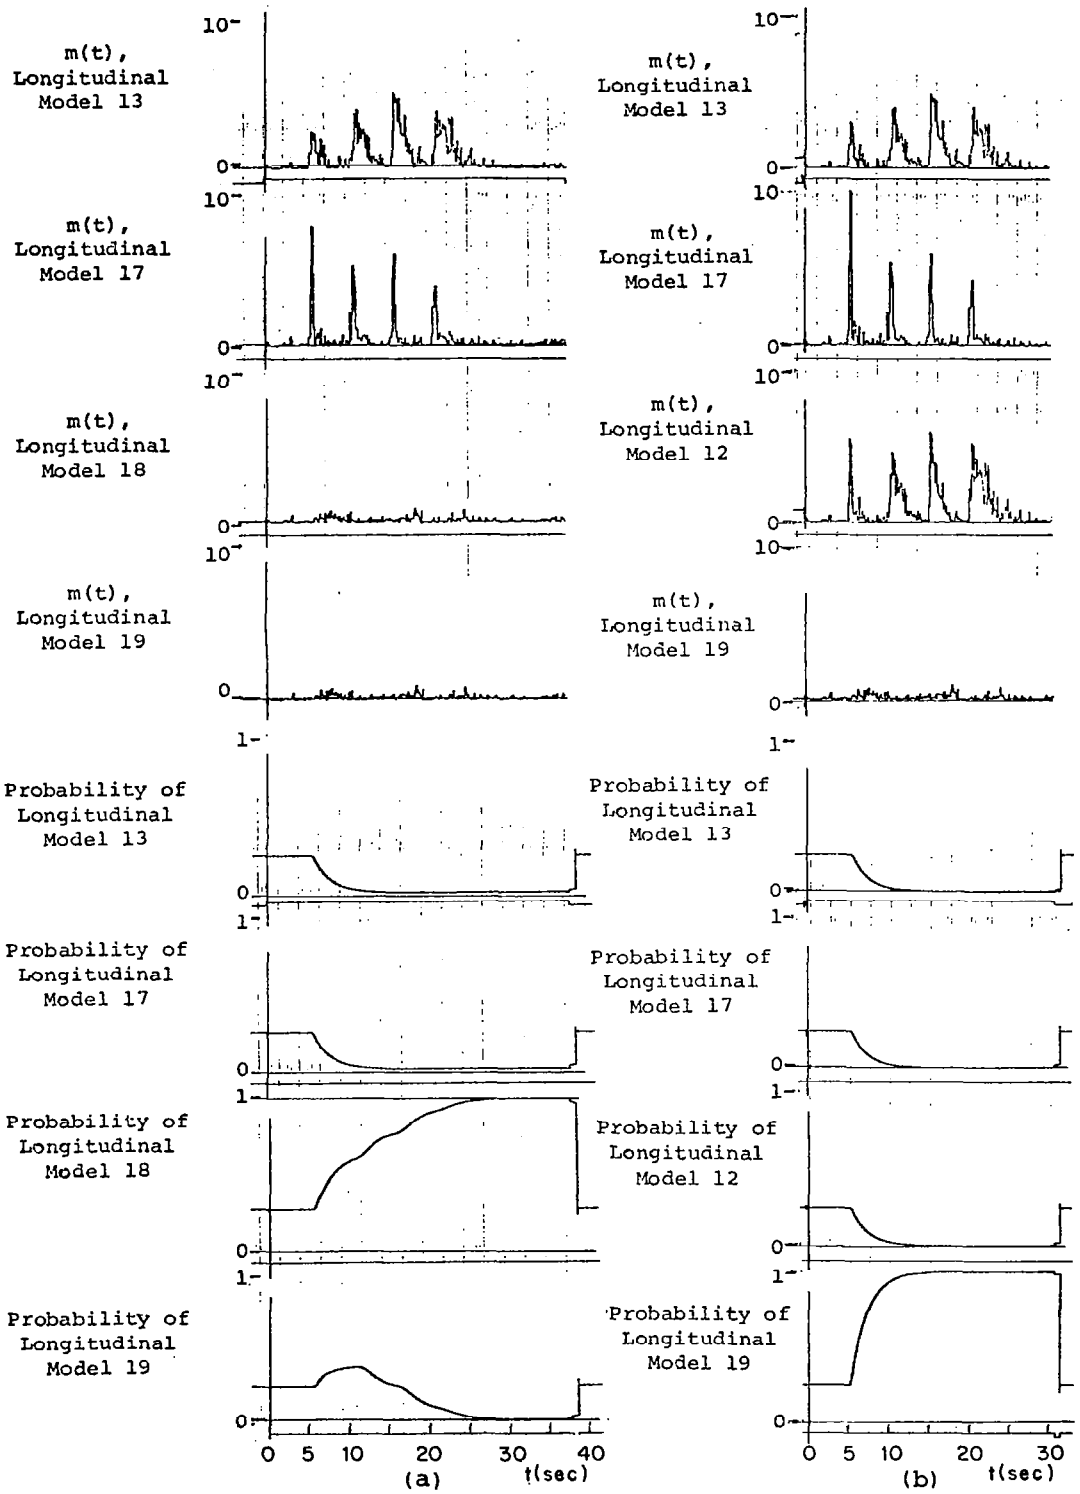 10-
m(t),
Longitudinal
Model 13
0-
10-
m(t),
Longitudinal
Model 17
0-
10-
m(t),
Longitudinal
Model 18
0-
10-
m(t),
Longitudinal
Model 19
0
1-
Probability of
Longitudinal
Model 13
0
1-
Probability of
Longitudinal
Model 17
0
1-
Probability of
Longitudinal
Model 18
0
1-
Probability of
Longitudinal
Model 19
0-
0 5 10 20 30 40
(a) t(sec)
10-
m(t),
Longitudinal
Model 13
0-
10-
m(t),
Longitudinal
Model 17
0-
10-
m(t),
Longitudinal
Model 12
0-
10-
m(t),
Longitudinal
Model 19
0-
1-
Probability of
Longitudinal
Model 13
0-
1-
Probability of
Longitudinal
Model 17
0-
1-
Probability of
Longitudinal
Model 12
0-
1-
Probability of
Longitudinal
Model 19
0-
0 5 10 20 30
(b) t(sec)